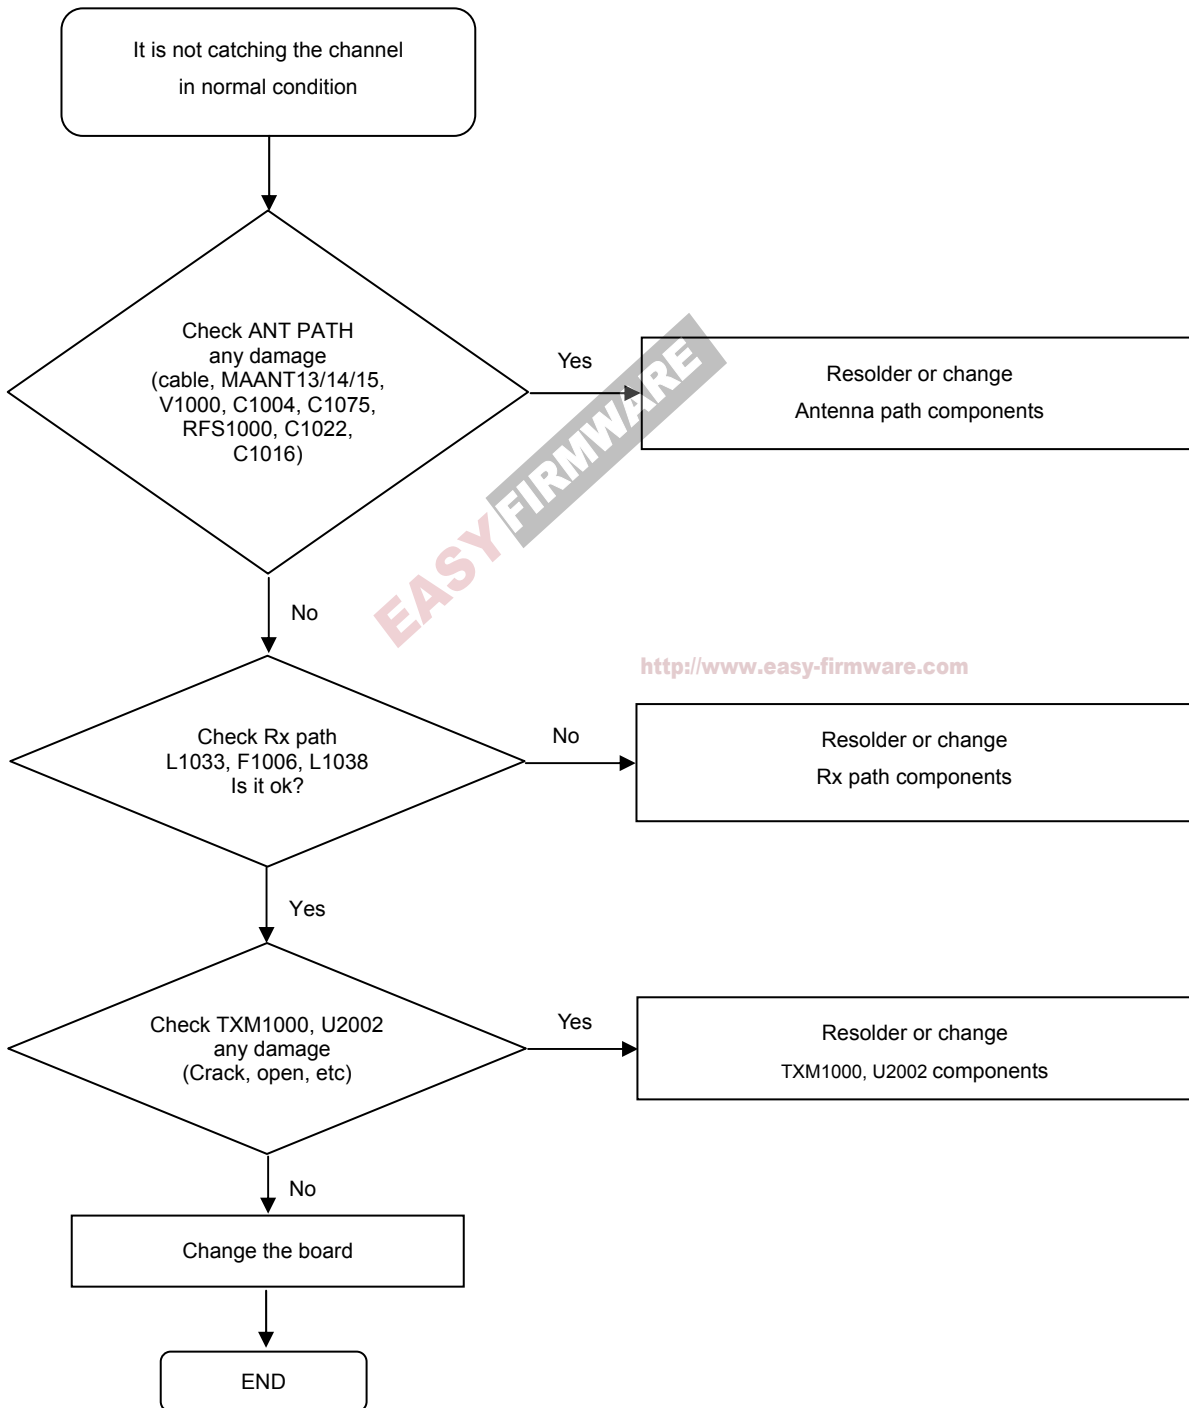 It is not catching the channel
in normal condition
Check ANT PATH
any damage
(cable, MAANT13/14/15,
V1000, C1004, C1075,
RFS1000, C1022,
C1016)
Yes
Resolder or change
Antenna path components
EASY FIRMWARE
No
http://www.easy-firmware.com
Check Rx path
L1033, F1006, L1038
Is it ok?
No
Resolder or change
Rx path components
Yes
Check TXM1000, U2002
any damage
(Crack, open, etc)
Yes
Resolder or change
TXM1000, U2002 components
No
Change the board
END